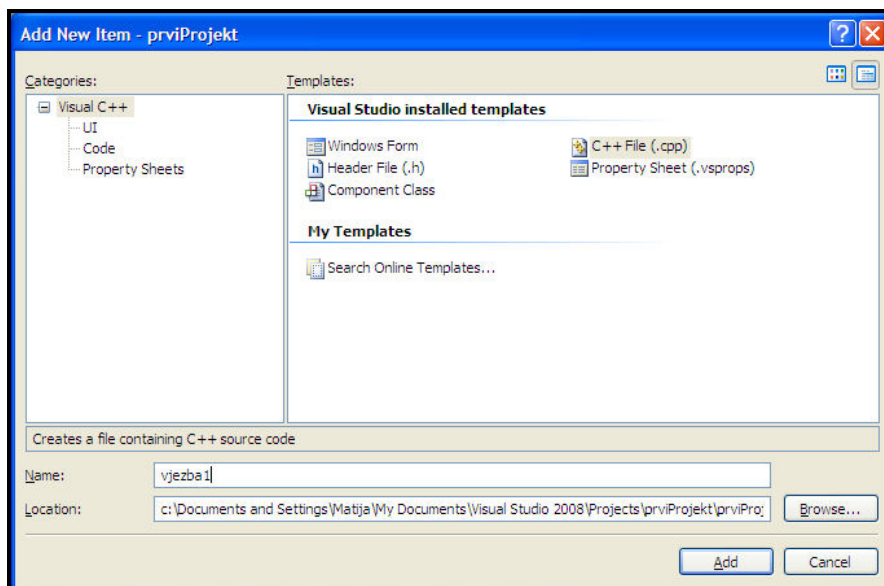 Add New Item - prviProjekt
Categories:
Templates:
Visual C++
UI
Code
Property Sheets
Visual Studio installed templates
Windows Form
C++ File (.cpp)
Header File (.h)
Property Sheet (.vsprops)
Component Class
My Templates
Search Online Templates...
Creates a file containing C++ source code
Name:
vjezba1
Location:
c:\Documents and Settings\Matija\My Documents\Visual Studio 2008\Projects\prviProjekt\prviProj
Browse...
Add
Cancel